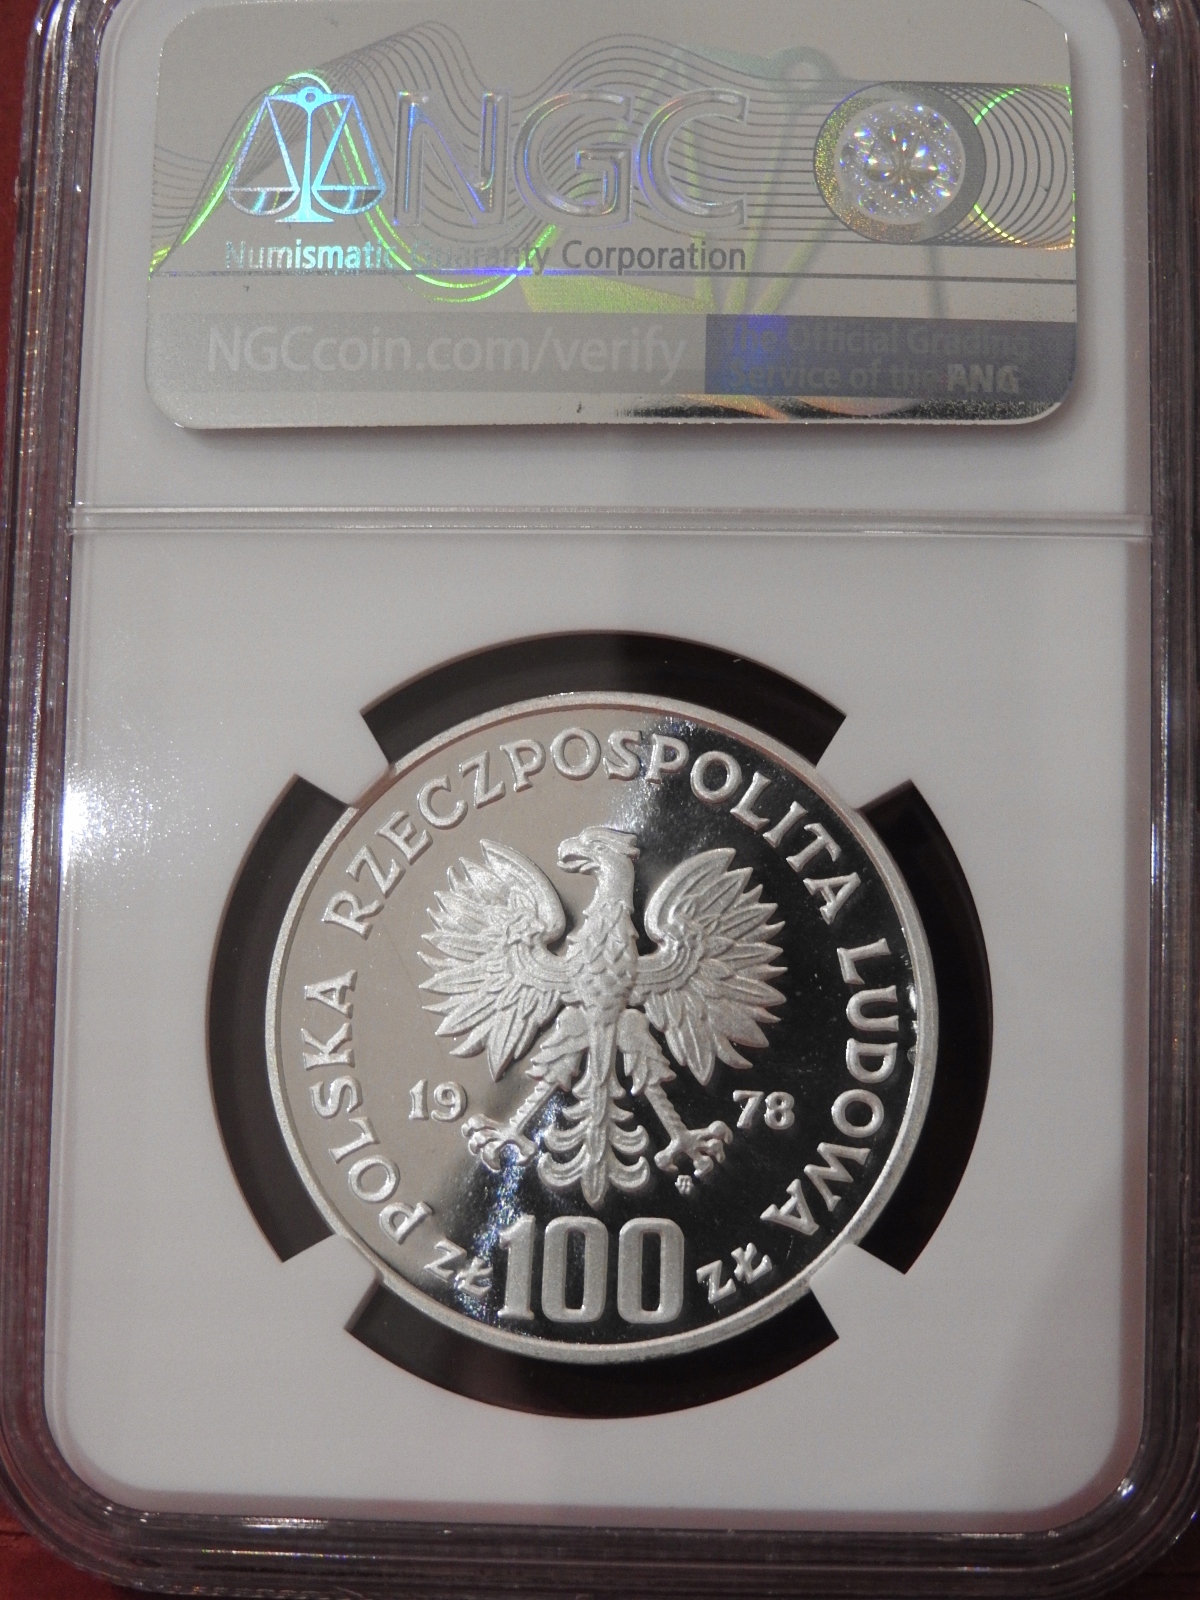 NGC
Numismatic Guaranty Corporation
NGCcoin.com/verify
The Official Grading
Service of the ANG
POLSKA RZECZPOSPOLITA LUDOWA
19 78
ZŁ 100 ZŁ